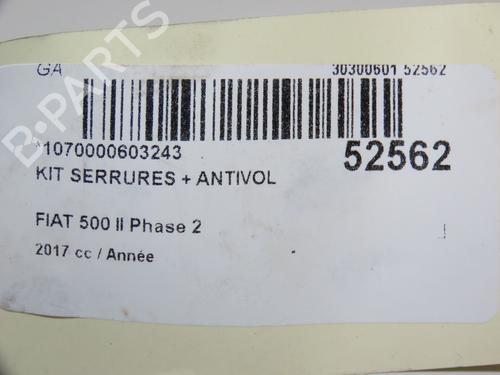 GA 30300601 52562
*1070000603243 52562
KIT SERRURES + ANTIVOL
FIAT 500 II Phase 2
2017 cc / Année
B-PARTS